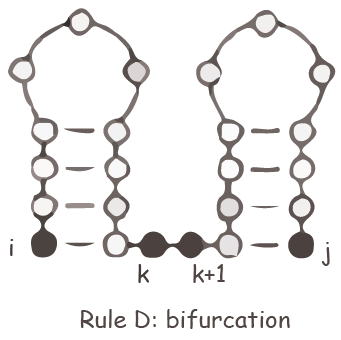 i
j
k k+1
Rule D: bifurcation